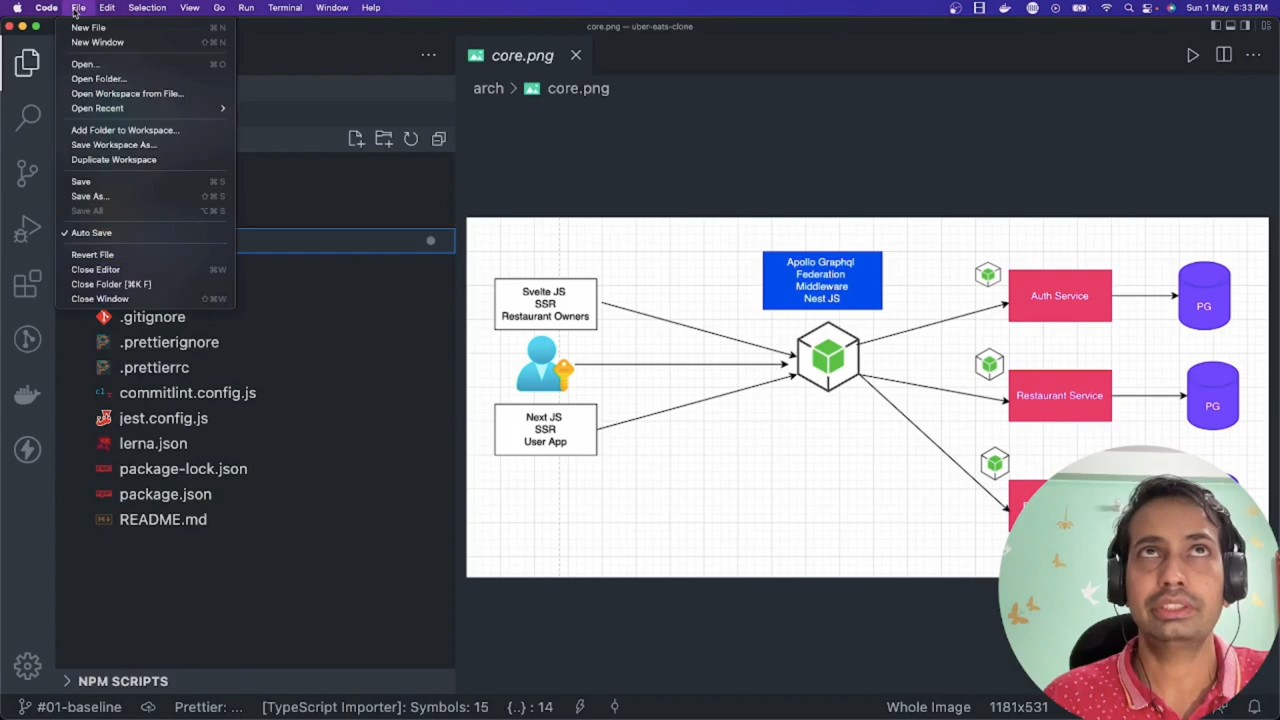 Code File Edit Selection View Go Run Terminal Window Help
Sun 1 May 6:33 PM
core.png — uber-eats-clone
New File ⌘ N
New Window ⇧ ⌘ N
Open... ⌘ O
Open Folder...
Open Workspace from File...
Open Recent
Add Folder to Workspace...
Save Workspace As...
Duplicate Workspace
Save ⌘ S
Save As... ⇧ ⌘ S
Save All ⌥ ⌘ S
✓ Auto Save
Revert File
Close Editor ⌘ W
Close Folder [⌘K F]
Close Window ⇧ ⌘ W
.gitignore
.prettierignore
.prettierrc
commitlint.config.js
jest.config.js
lerna.json
package-lock.json
package.json
README.md
NPM SCRIPTS
core.png
arch > core.png
Svelte JS
SSR
Restaurant Owners
Next JS
SSR
User App
Apollo Graphql
Federation
Middleware
Nest JS
Auth Service
PG
Restaurant Service
PG
#01-baseline
Prettier: ...
[TypeScript Importer]: Symbols: 15
{..} : 14
Whole Image
1181x531